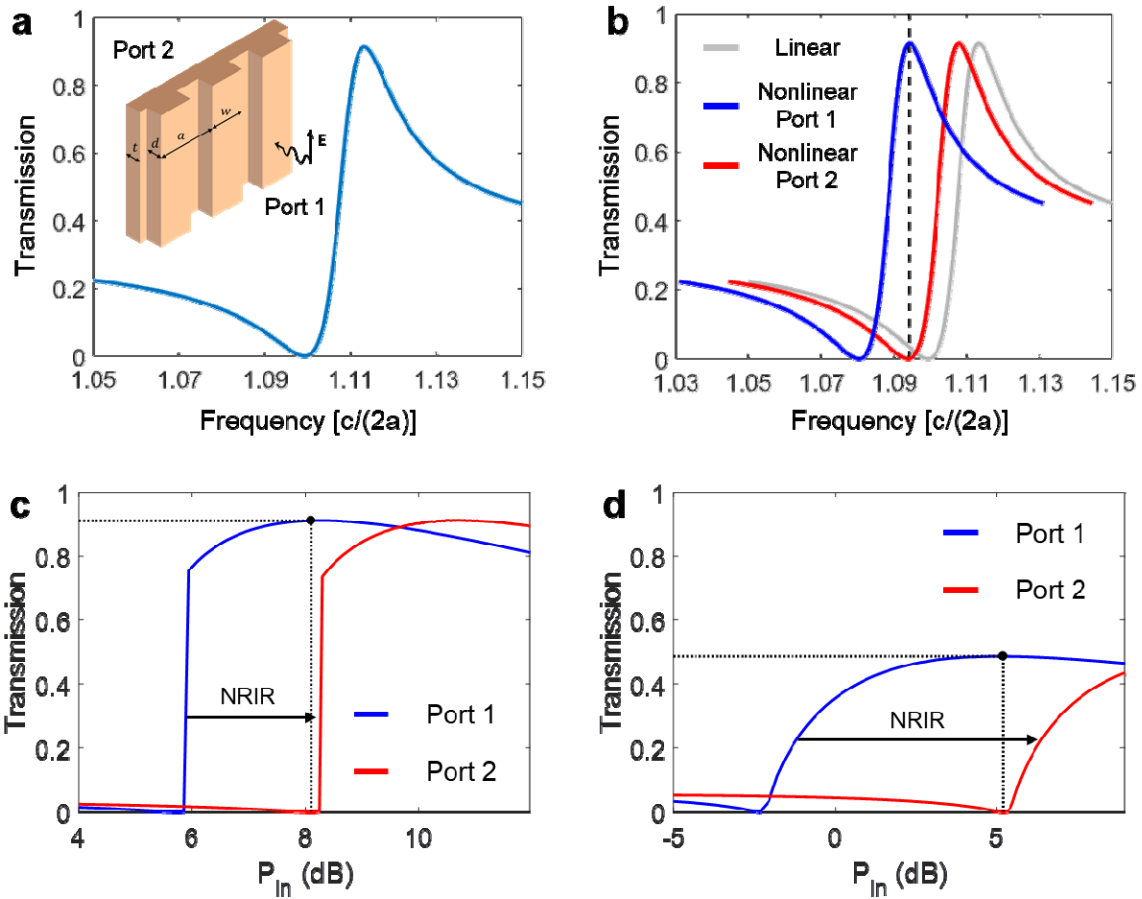 a
Port 2
t
d
a
w
E
Port 1
Transmission
1
0.8
0.6
0.4
0.2
0
1.05
1.07
1.09
1.11
1.13
1.15
Frequency [c/(2a)]
b
Linear
Nonlinear
Port 1
Nonlinear
Port 2
Transmission
1
0.8
0.6
0.4
0.2
0
1.03
1.05
1.07
1.09
1.11
1.13
1.15
Frequency [c/(2a)]
c
NRIR
Port 1
Port 2
Transmission
1
0.8
0.6
0.4
0.2
0
4
6
8
10
P_In (dB)
d
Port 1
Port 2
NRIR
Transmission
1
0.8
0.6
0.4
0.2
0
-5
0
5
P_In (dB)